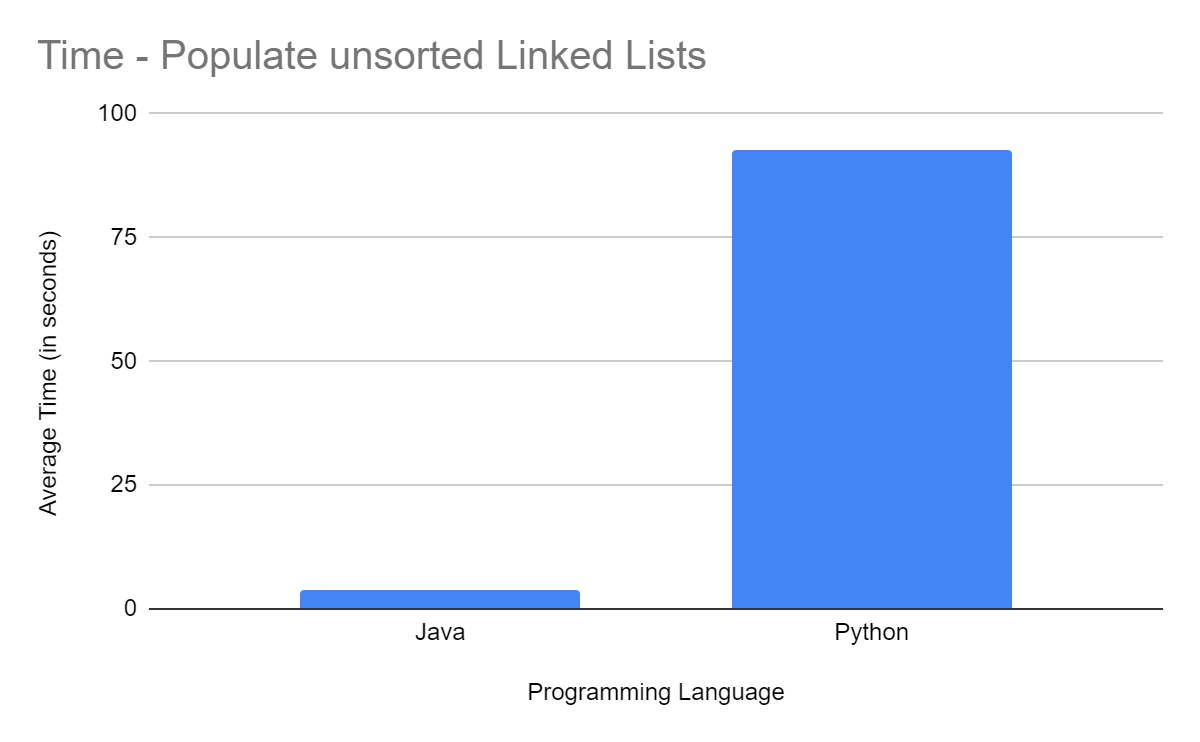 Time - Populate unsorted Linked Lists
100
75
50
25
0
Average Time (in seconds)
Java
Python
Programming Language